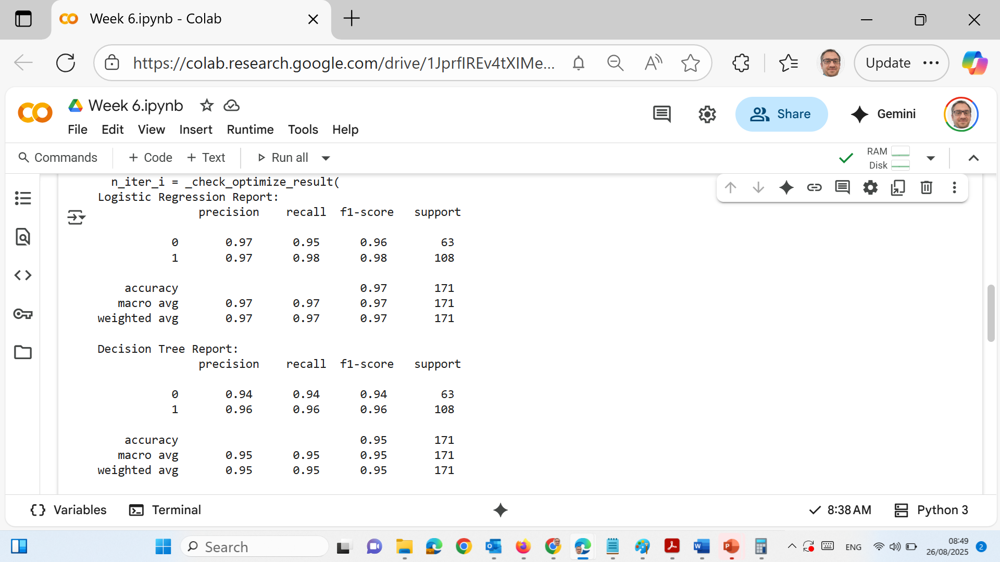 Week 6.ipynb - Colab
https://colab.research.google.com/drive/1JprfIREv4tXIMe...
Update
Week 6.ipynb
Share
Gemini
File Edit View Insert Runtime Tools Help
Commands + Code + Text Run all
RAM
Disk
n_iter_i = _check_optimize_result(
Logistic Regression Report:
precision recall f1-score support
0 0.97 0.95 0.96 63
1 0.97 0.98 0.98 108
accuracy 0.97 171
macro avg 0.97 0.97 0.97 171
weighted avg 0.97 0.97 0.97 171
Decision Tree Report:
precision recall f1-score support
0 0.94 0.94 0.94 63
1 0.96 0.96 0.96 108
accuracy 0.95 171
macro avg 0.95 0.95 0.95 171
weighted avg 0.95 0.95 0.95 171
Variables Terminal 8:38 AM Python 3
Search
ENG
08:49
26/08/2025
2